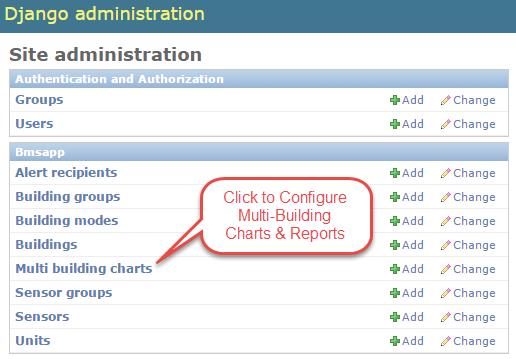 Django administration
Site administration
Authentication and Authorization
Groups Add Change
Users Add Change
Bmsapp
Alert recipients Add Change
Building groups Add Change
Building modes Add Change
Buildings Add Change
Multi building charts Add Change
Sensor groups Add Change
Sensors Add Change
Units Add Change
Click to Configure
Multi-Building
Charts & Reports